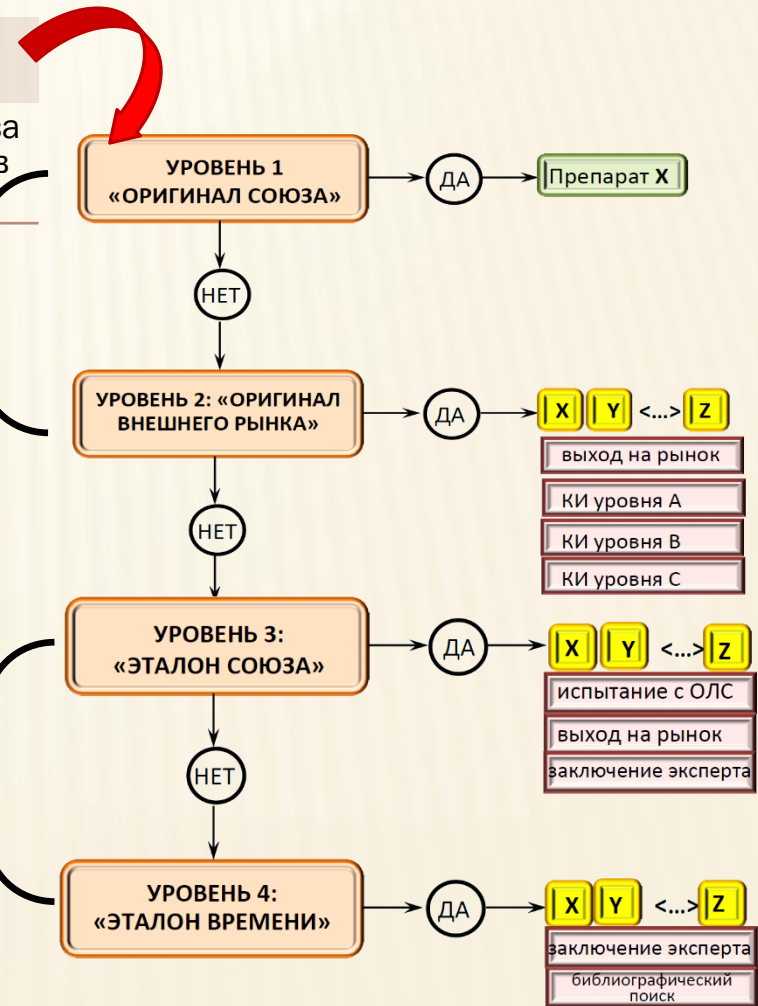 за
в
УРОВЕНЬ 1
«ОРИГИНАЛ СОЮЗА»
ДА
Препарат X
НЕТ
УРОВЕНЬ 2: «ОРИГИНАЛ
ВНЕШНЕГО РЫНКА»
ДА
X Y <...> Z
выход на рынок
КИ уровня А
КИ уровня В
КИ уровня С
НЕТ
УРОВЕНЬ 3:
«ЭТАЛОН СОЮЗА»
ДА
X Y <...> Z
испытание с ОЛС
выход на рынок
заключение эксперта
НЕТ
УРОВЕНЬ 4:
«ЭТАЛОН ВРЕМЕНИ»
ДА
X Y <...> Z
заключение эксперта
библиографический
поиск